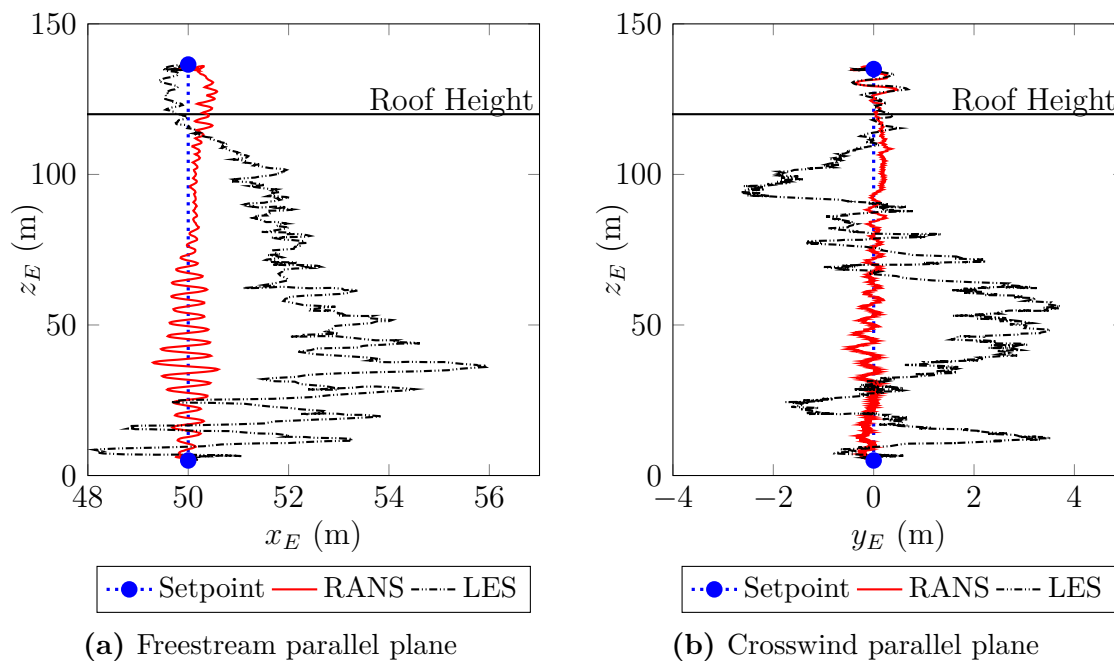 150
100
50
0
z_E (m)
Roof Height
48 50 52 54 56
x_E (m)
Setpoint RANS LES
(a) Freestream parallel plane
150
100
50
0
z_E (m)
Roof Height
−4 −2 0 2 4
y_E (m)
Setpoint RANS LES
(b) Crosswind parallel plane